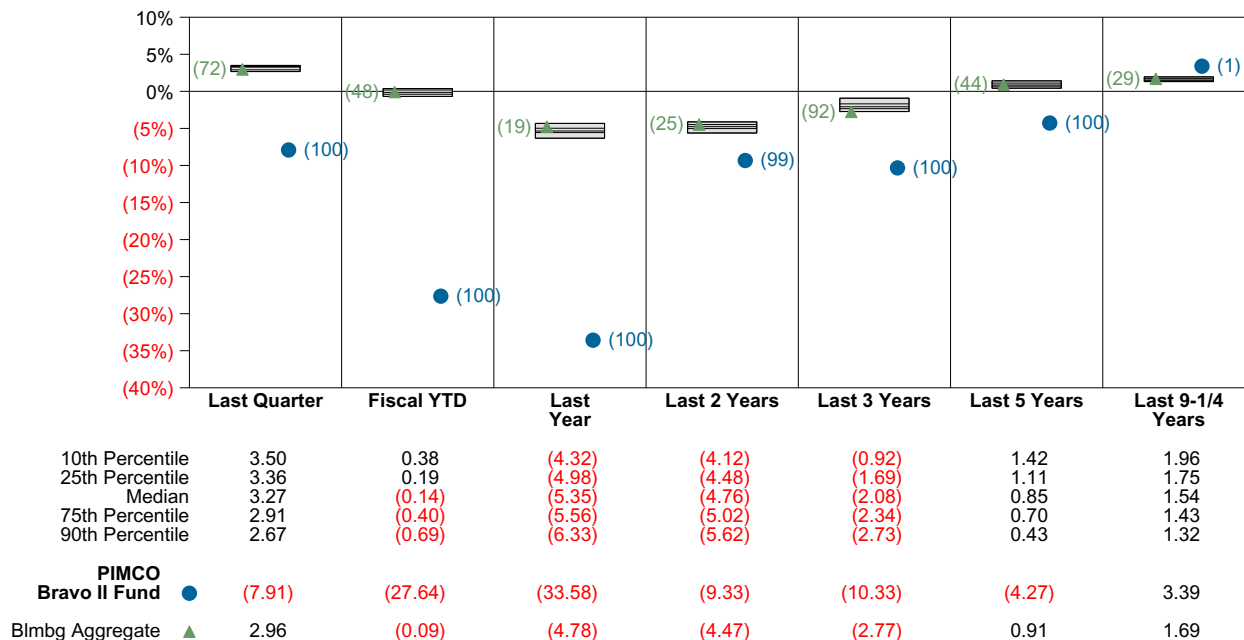 10%
5%
0%
(5%)
(10%)
(15%)
(20%)
(25%)
(30%)
(35%)
(40%)
(72)
(100)
(48)
(100)
(19)
(100)
(25)
(99)
(92)
(100)
(44)
(100)
(29)
(1)
Last Quarter Fiscal YTD Last Year Last 2 Years Last 3 Years Last 5 Years Last 9-1/4 Years
10th Percentile 3.50 0.38 (4.32) (4.12) (0.92) 1.42 1.96
25th Percentile 3.36 0.19 (4.98) (4.48) (1.69) 1.11 1.75
Median 3.27 (0.14) (5.35) (4.76) (2.08) 0.85 1.54
75th Percentile 2.91 (0.40) (5.56) (5.02) (2.34) 0.70 1.43
90th Percentile 2.67 (0.69) (6.33) (5.62) (2.73) 0.43 1.32
PIMCO
Bravo II Fund (7.91) (27.64) (33.58) (9.33) (10.33) (4.27) 3.39
Blmbg Aggregate 2.96 (0.09) (4.78) (4.47) (2.77) 0.91 1.69